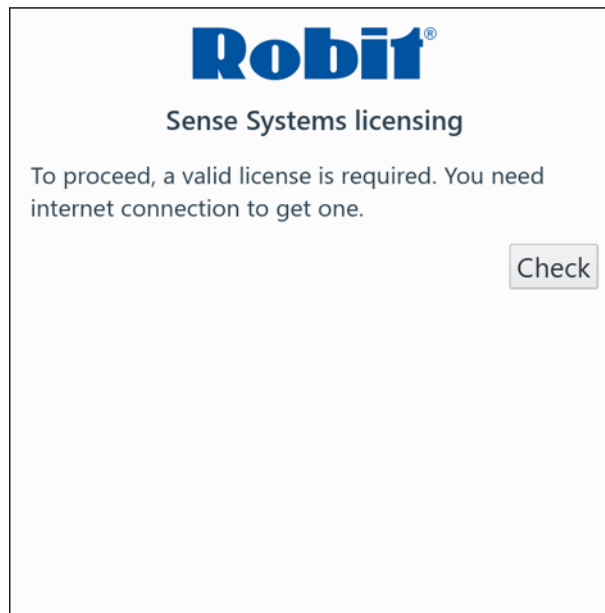 Robit®
Sense Systems licensing
To proceed, a valid license is required. You need
internet connection to get one.
Check